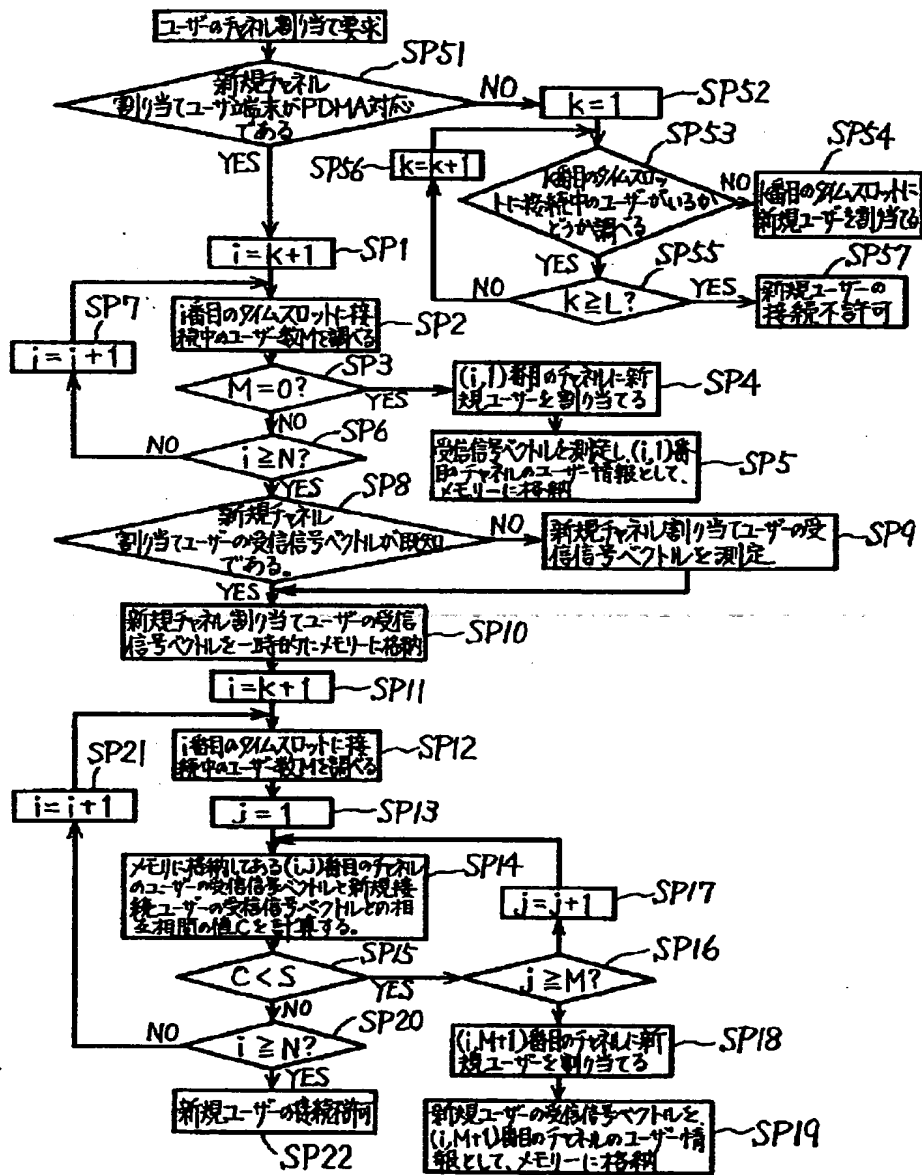 ユーザーのチャネル割り当て要求
SP51
新規チャネル
割り当てユーザ端末がPDMA対応
である
NO
YES
k=1
SP52
SP53
SP56
k=k+1
k番目のタイムスロッ
トに接続中のユーザーがいるか
どうか調べる
NO
SP54
k番目のタイムスロットに
新規ユーザーを割り当てる
YES
SP55
k≧L?
NO
YES
SP57
新規ユーザーの
接続不許可
i=k+1
SP1
SP7
i=i+1
i番目のタイムスロットに接
続中のユーザー数Mを調べる
SP2
SP3
M=0?
YES
(i,1)番目のチャネルに新
規ユーザーを割り当てる
SP4
NO
SP6
NO
i≧N?
受信信号ベクトルを測定し、(i,1)番
目のチャネルのユーザー情報として、
メモリーに格納
SP5
YES
SP8
新規チャネル
割り当てユーザーの受信信号ベクトルが既知
である。
NO
新規チャネル割り当てユーザーの受
信信号ベクトルを測定
SP9
YES
新規チャネル割り当てユーザーの受信
信号ベクトルを一時的にメモリーに格納
SP10
i=k+1
SP11
SP21
i=i+1
i番目のタイムスロットに接
続中のユーザー数Mを調べる
SP12
j=1
SP13
メモリに格納してある(i,j)番目のチャネル
のユーザーの受信信号ベクトルと新規接
続ユーザーの受信信号ベクトルとの相
互相関の値Cを計算する。
SP14
j=j+1
SP17
SP15
C<S
YES
SP16
j≧M?
NO
SP20
NO
i≧N?
(i,M+1)番目のチャネルに新
規ユーザーを割り当てる
SP18
YES
新規ユーザーの接続不許可
SP22
新規ユーザーの受信信号ベクトルを、
(i,M+1)番目のチャネルのユーザー情
報として、メモリーに格納
SP19